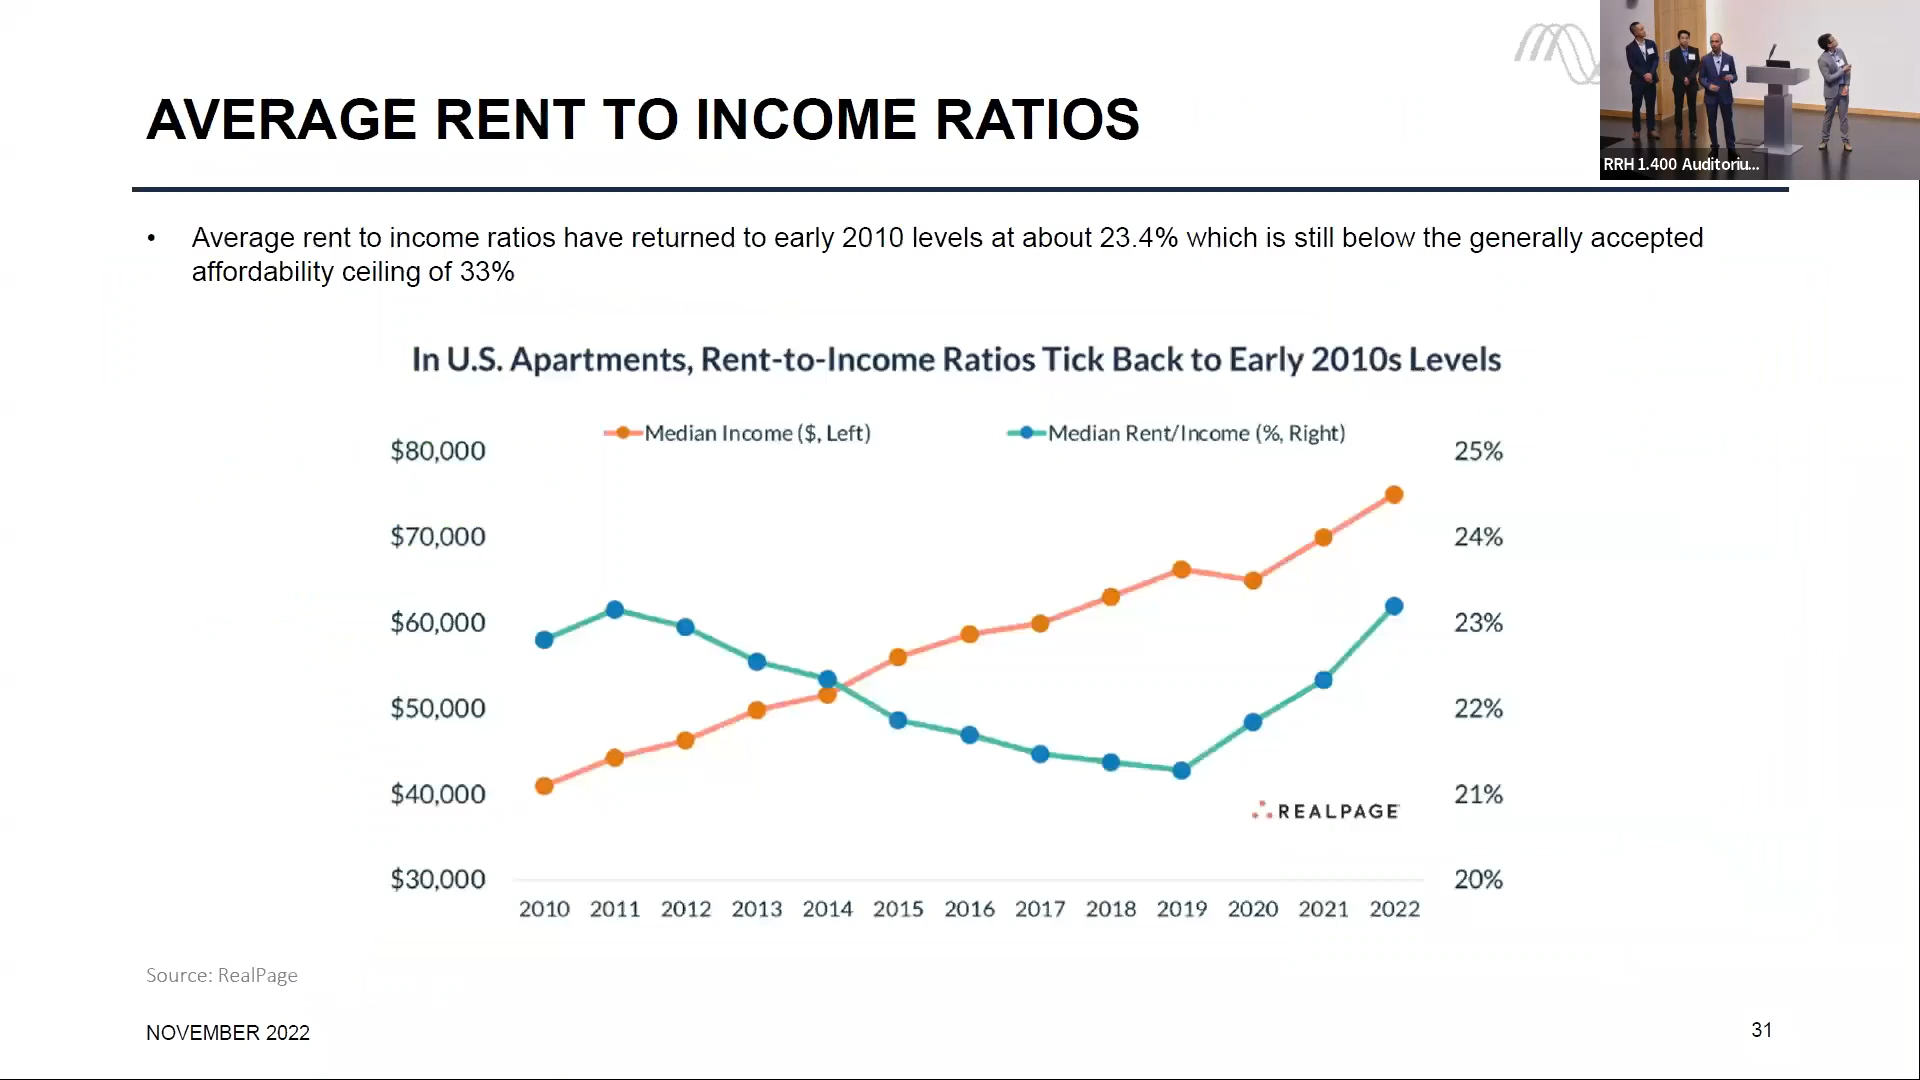 AVERAGE RENT TO INCOME RATIOS
RRH 1.400 Auditoriu...
• Average rent to income ratios have returned to early 2010 levels at about 23.4% which is still below the generally accepted
affordability ceiling of 33%
In U.S. Apartments, Rent-to-Income Ratios Tick Back to Early 2010s Levels
Median Income ($, Left) Median Rent/Income (%, Right)
$80,000 25%
$70,000 24%
$60,000 23%
$50,000 22%
$40,000 21%
REALPAGE
$30,000 20%
2010 2011 2012 2013 2014 2015 2016 2017 2018 2019 2020 2021 2022
Source: RealPage
NOVEMBER 2022 31